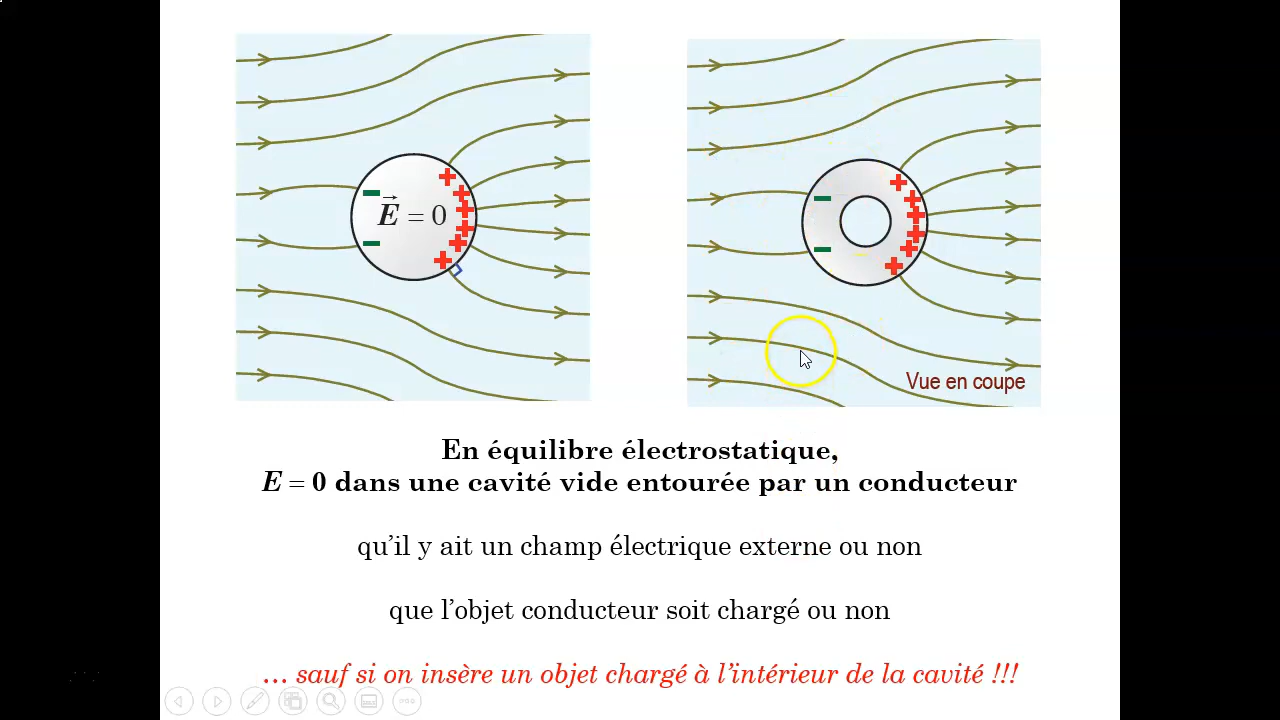 E = 0
Vue en coupe
En équilibre électrostatique,
E = 0 dans une cavité vide entourée par un conducteur
qu’il y ait un champ électrique externe ou non
que l’objet conducteur soit chargé ou non
… sauf si on insère un objet chargé à l’intérieur de la cavité !!!